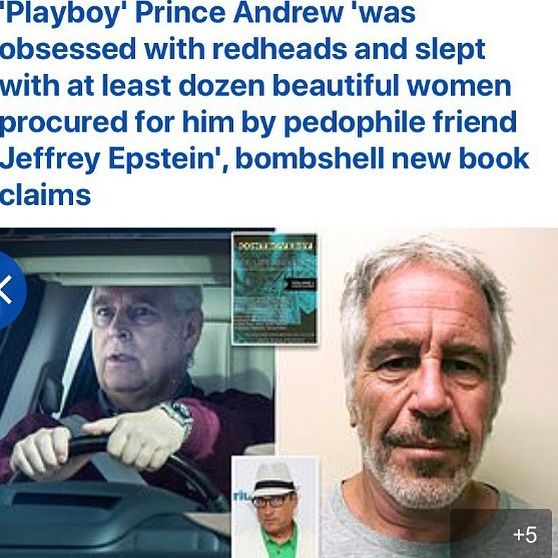 'Playboy' Prince Andrew 'was
obsessed with redheads and slept
with at least dozen beautiful women
procured for him by pedophile friend
Jeffrey Epstein', bombshell new book
claims
+5